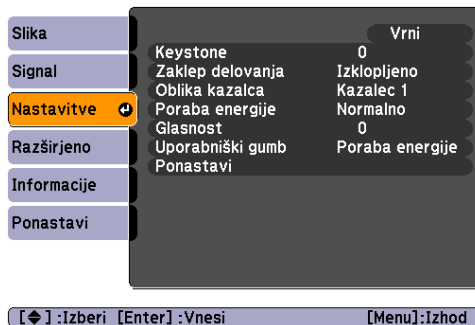 Slika
Signal
Nastavitve
Razširjeno
Informacije
Ponastavi
Vrni
Keystone 0
Zaklep delovanja Izklopljeno
Oblika kazalca Kazalec 1
Poraba energije Normalno
Glasnost 0
Uporabniški gumb Poraba energije
Ponastavi
[◆] :Izberi [Enter] :Vnesi [Menu]:Izhod